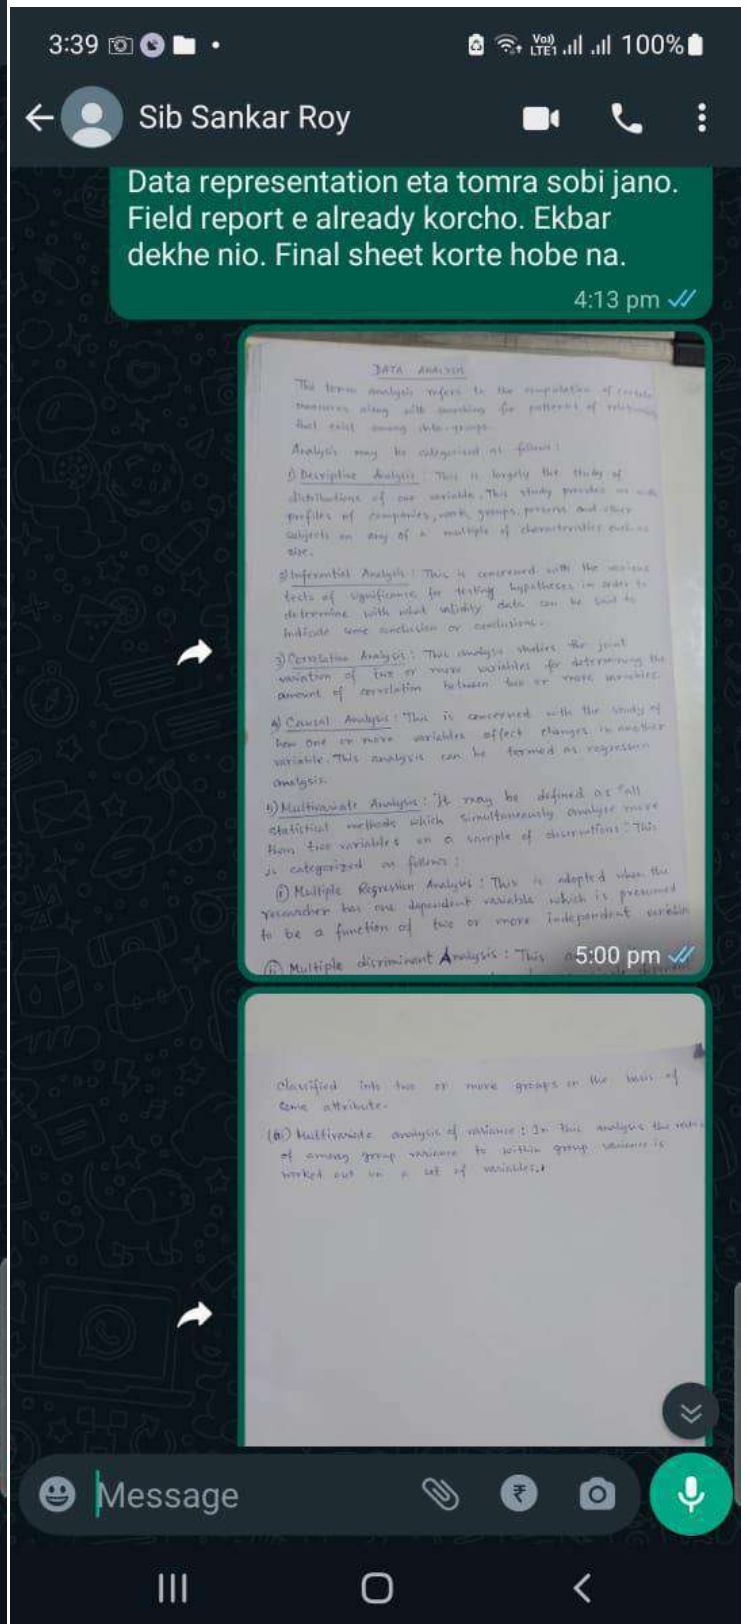 3:39
Vo)) LTE1 100%
Sib Sankar Roy
Data representation eta tomra sobi jano.
Field report e already korcho. Ekbar
dekhe nio. Final sheet korte hobe na.
4:13 pm
DATA ANALYSIS
The term analysis refers to the computation of certain
measures along with searching for patterns of relationship
that exist among data-groups.
Analysis may be categorised as follows:
1) Descriptive Analysis: This is largely the study of
distributions of one variable. This study provides us with
profiles of companies, work groups, persons and other
subjects on any of a multiple of characteristics such as
size.
2) Inferential Analysis: This is concerned with the various
tests of significance for testing hypotheses in order to
determine with what validity data can be said to
indicate some conclusion or conclusions.
3) Correlation Analysis: This analysis studies the joint
variation of two or more variables for determining the
amount of correlation between two or more variables.
4) Causal Analysis: This is concerned with the study of
how one or more variables affect changes in another
variable. This analysis can be termed as regression
analysis.
5) Multivariate Analysis: It may be defined as "all
statistical methods which simultaneously analyse more
than two variables on a sample of observations". This
is categorized as follows:
(i) Multiple Regression Analysis: This is adopted when the
researcher has one dependent variable which is presumed
to be a function of two or more independent variables
(ii) Multiple discriminant Analysis: This
5:00 pm
classified into two or more groups on the basis of
some attribute.
(iii) Multivariate analysis of variance: In this analysis the ratio
of among group variance to within group variance is
worked out on a set of variables.
Message